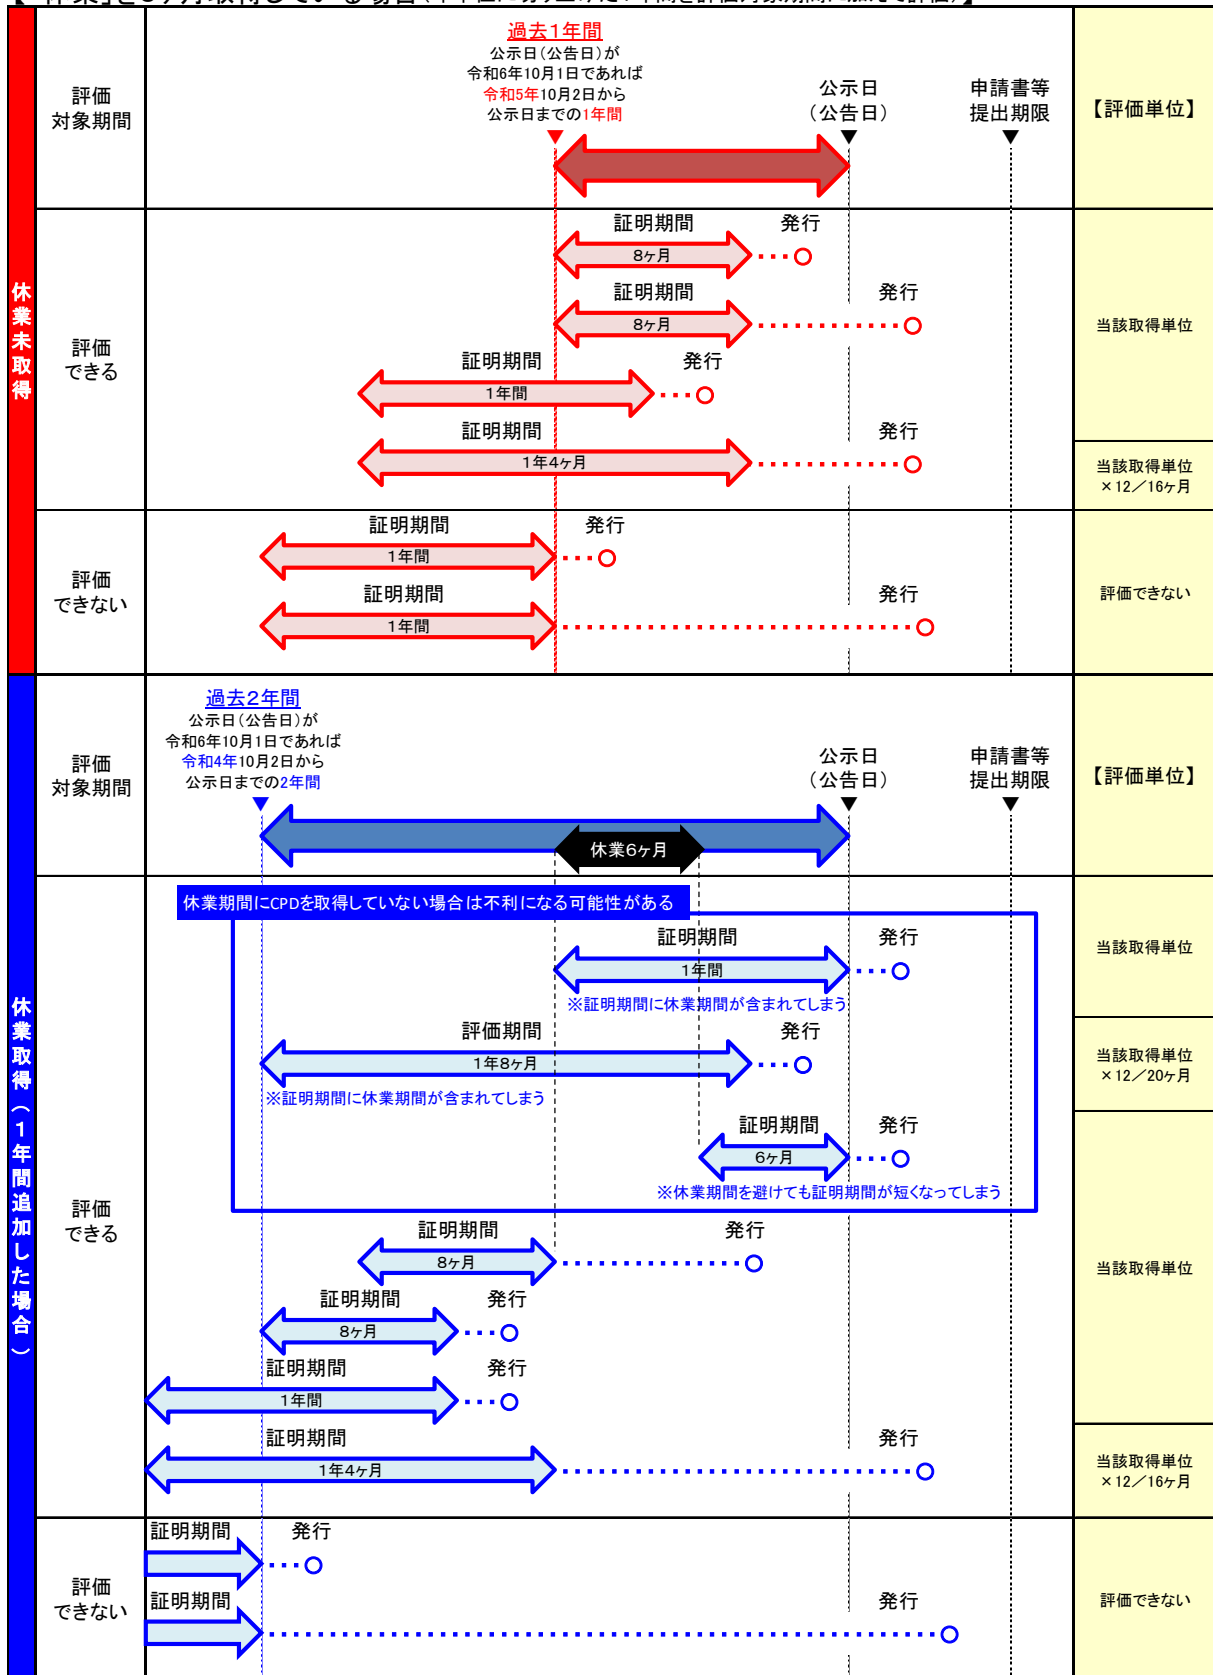 過去1年間
公示日(公告日)が
令和6年10月1日であれば
令和5年10月2日から
公示日までの1年間
評価
対象期間
公示日
(公告日)
申請書等
提出期限
【評価単位】
休業未取得
証明期間 発行
8ヶ月
証明期間 発行
8ヶ月
当該取得単位
評価
できる
証明期間 発行
1年間
証明期間 発行
1年4ヶ月
当該取得単位
×12/16ヶ月
証明期間 発行
1年間
評価
できない
証明期間 発行
1年間
評価できない
過去2年間
公示日(公告日)が
令和6年10月1日であれば
令和4年10月2日から
公示日までの2年間
評価
対象期間
公示日
(公告日)
申請書等
提出期限
【評価単位】
休業6ヶ月
休業取得(1年間追加した場合)
休業期間にCPDを取得していない場合は不利になる可能性がある
証明期間 発行
1年間
※証明期間に休業期間が含まれてしまう
当該取得単位
評価期間 発行
1年8ヶ月
※証明期間に休業期間が含まれてしまう
当該取得単位
×12/20ヶ月
証明期間 発行
6ヶ月
※休業期間を避けても証明期間が短くなってしまう
評価
できる
証明期間 発行
8ヶ月
当該取得単位
証明期間 発行
8ヶ月
証明期間 発行
1年間
証明期間 発行
1年4ヶ月
当該取得単位
×12/16ヶ月
証明期間 発行
評価
できない
証明期間 発行
評価できない